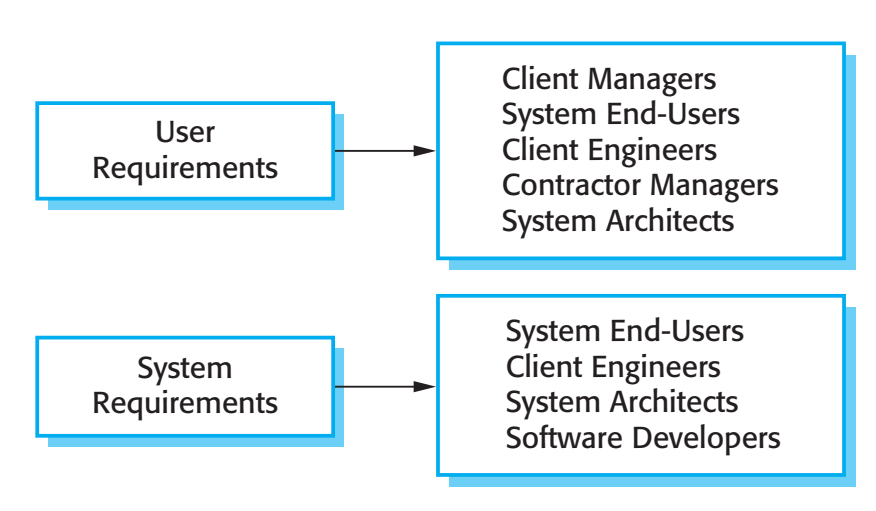 User
Requirements
Client Managers
System End-Users
Client Engineers
Contractor Managers
System Architects
System
Requirements
System End-Users
Client Engineers
System Architects
Software Developers